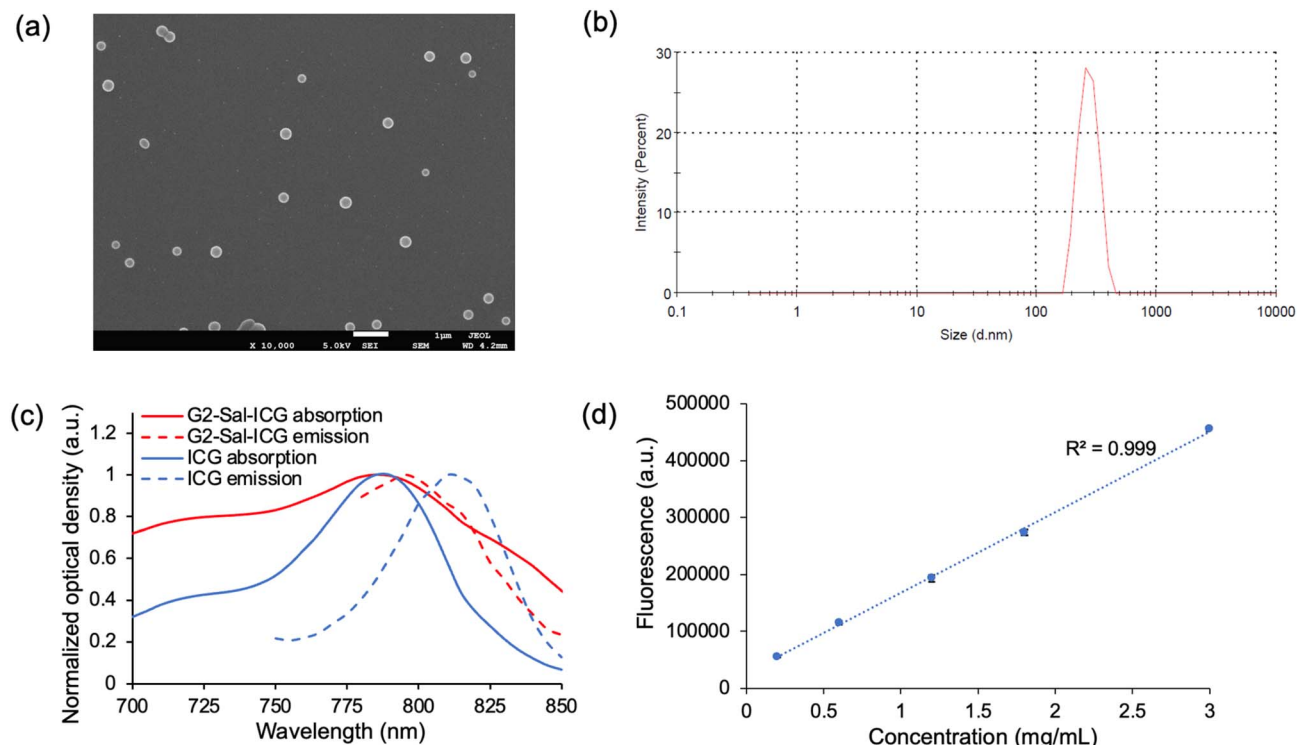 (a)
X 10,000 5.0kV SEI SEM WD 4.2mm
1µm JEOL
(b)
30
20
10
0
Intensity (Percent)
0.1 1 10 100 1000 10000
Size (d.nm)
(c)
G2-Sal-ICG absorption
G2-Sal-ICG emission
ICG absorption
ICG emission
1.2
1
0.8
0.6
0.4
0.2
0
Normalized optical density (a.u.)
700 725 750 775 800 825 850
Wavelength (nm)
(d)
500000
400000
300000
200000
100000
0
Fluorescence (a.u.)
R² = 0.999
0 0.5 1 1.5 2 2.5 3
Concentration (mg/mL)